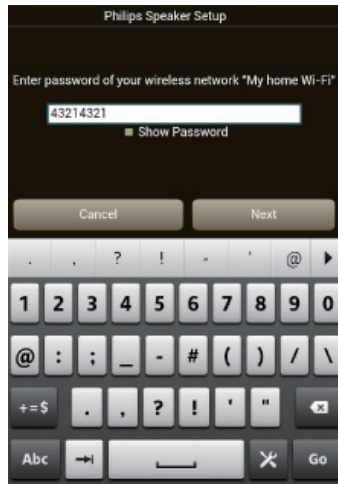 Philips Speaker Setup
Enter password of your wireless network "My home Wi-Fi"
43214321
Show Password
Cancel Next
. , ? ! - ' @
1 2 3 4 5 6 7 8 9 0
@ : ; _ - # ( ) / \
+=$ . , ? ! ' "
Abc Go